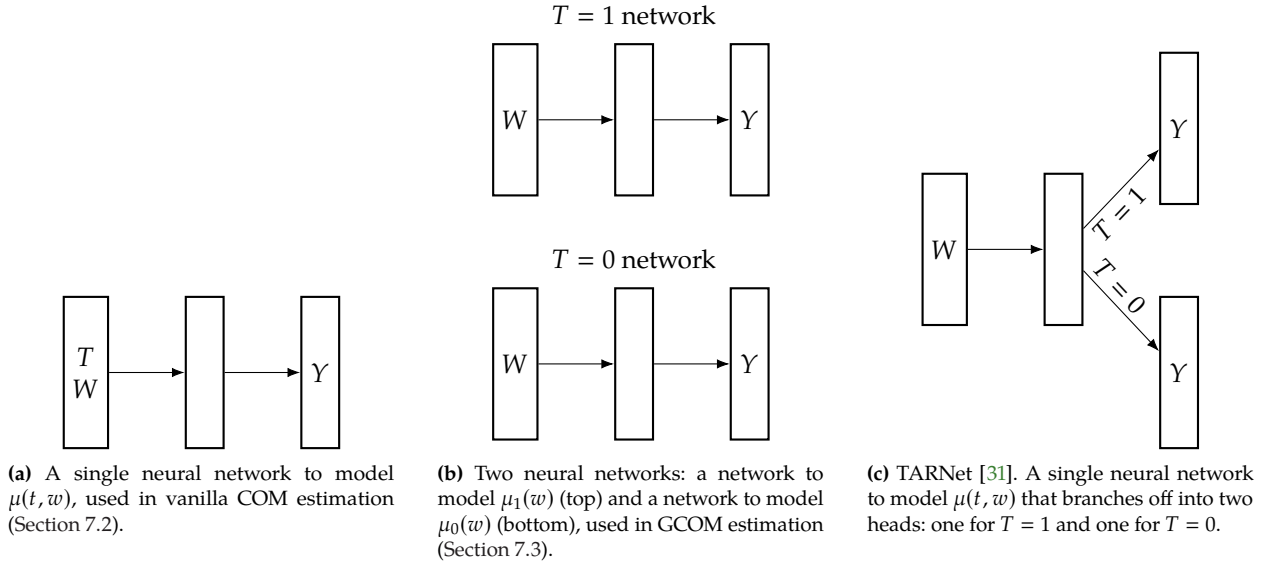 T
W
Y
(a) A single neural network to model
μ(t, w), used in vanilla COM estimation
(Section 7.2).
T = 1 network
W
Y
T = 0 network
W
Y
(b) Two neural networks: a network to
model μ₁(w) (top) and a network to model
μ₀(w) (bottom), used in GCOM estimation
(Section 7.3).
W
T = 1
Y
T = 0
Y
(c) TARNet [31]. A single neural network
to model μ(t, w) that branches off into two
heads: one for T = 1 and one for T = 0.